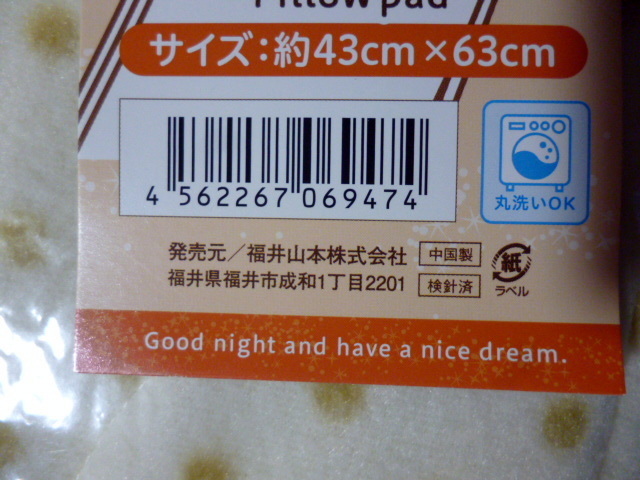 Pillow pad
サイズ：約43cm×63cm
4 562267 069474
丸洗いOK
発売元／福井山本株式会社
中国製
福井県福井市成和1丁目2201
検針済
紙
ラベル
Good night and have a nice dream.